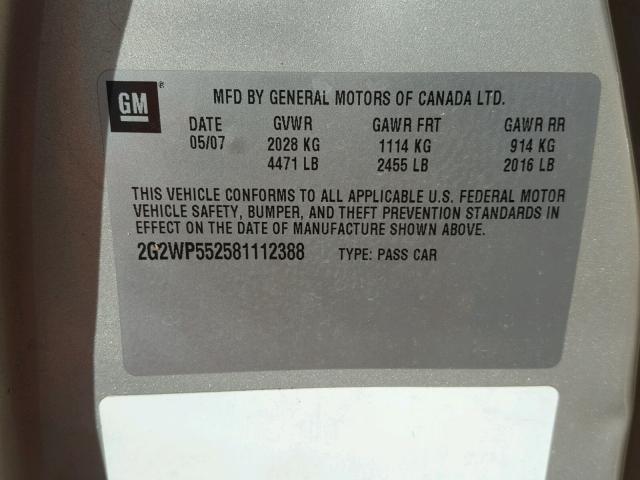 GM ®
MFD BY GENERAL MOTORS OF CANADA LTD.
DATE GVWR GAWR FRT GAWR RR
05/07 2028 KG 1114 KG 914 KG
4471 LB 2455 LB 2016 LB
THIS VEHICLE CONFORMS TO ALL APPLICABLE U.S. FEDERAL MOTOR
VEHICLE SAFETY, BUMPER, AND THEFT PREVENTION STANDARDS IN
EFFECT ON THE DATE OF MANUFACTURE SHOWN ABOVE.
2G2WP552581112388 TYPE: PASS CAR